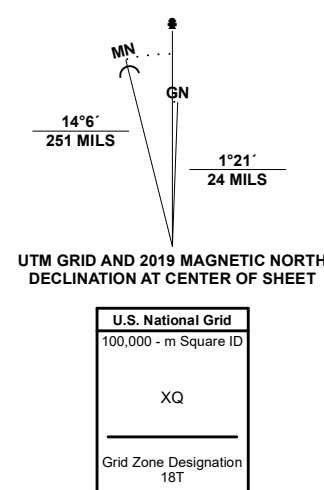 MN
GN
14°6´
251 MILS
1°21´
24 MILS
UTM GRID AND 2019 MAGNETIC NORTH
DECLINATION AT CENTER OF SHEET
U.S. National Grid
100,000 - m Square ID
XQ
Grid Zone Designation
18T